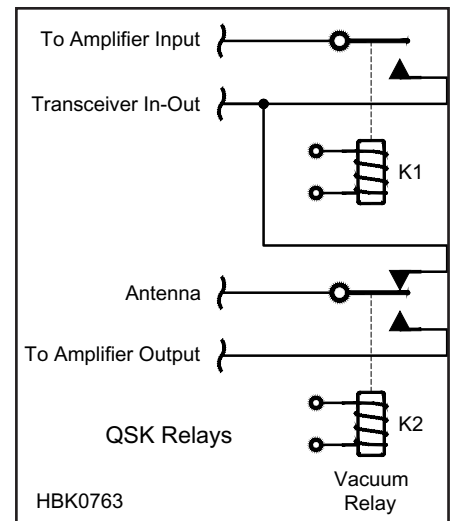 To Amplifier Input
Transceiver In-Out
K1
Antenna
To Amplifier Output
K2
QSK Relays
Vacuum
Relay
HBK0763